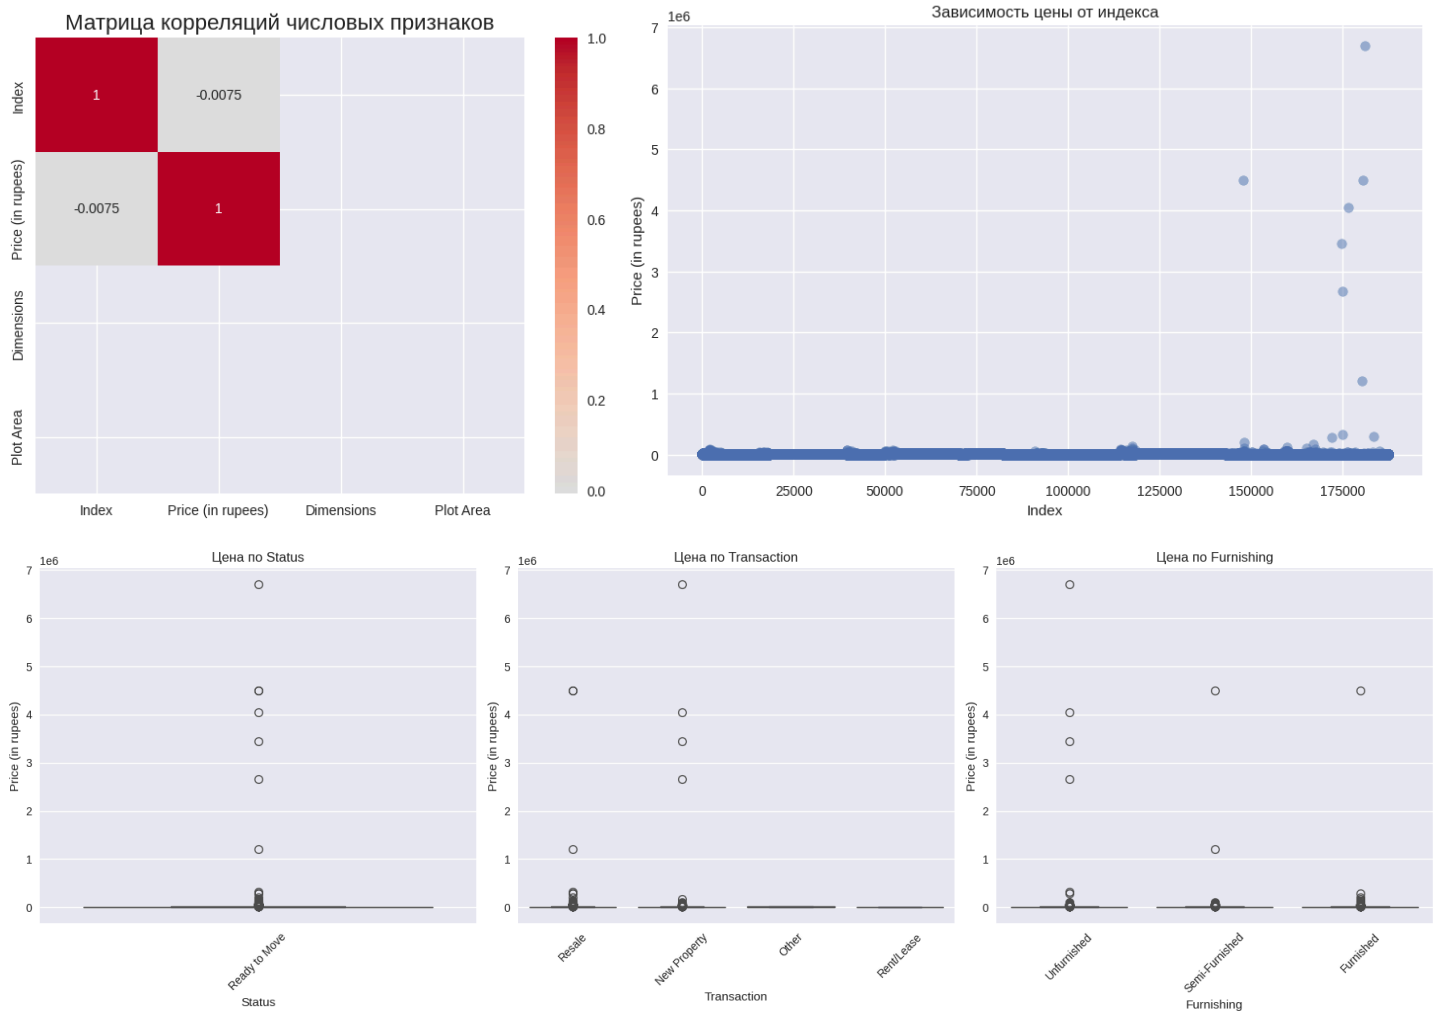 Матрица корреляций числовых признаков
Index
Price (in rupees)
Dimensions
Plot Area
1
-0.0075
-0.0075
1
Index
Price (in rupees)
Dimensions
Plot Area
1.0
0.8
0.6
0.4
0.2
0.0
Зависимость цены от индекса
1e6
Price (in rupees)
7
6
5
4
3
2
1
0
0
25000
50000
75000
100000
125000
150000
175000
Index
Цена по Status
1e6
Price (in rupees)
7
6
5
4
3
2
1
0
Ready to Move
Status
Цена по Transaction
1e6
Price (in rupees)
7
6
5
4
3
2
1
0
Resale
New Property
Other
Rent/Lease
Transaction
Цена по Furnishing
1e6
Price (in rupees)
7
6
5
4
3
2
1
0
Unfurnished
Semi-Furnished
Furnished
Furnishing